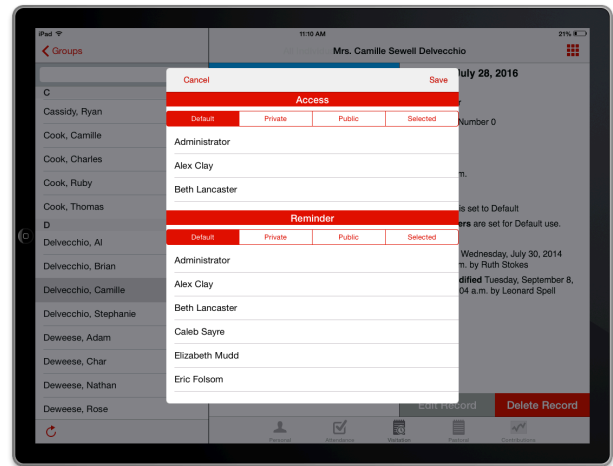 iPad
11:10 AM
21%
Groups
Mrs. Camille Sewell Delvecchio
C
Cassidy, Ryan
Cook, Camille
Cook, Charles
Cook, Ruby
Cook, Thomas
D
Delvecchio, Al
Delvecchio, Brian
Delvecchio, Camille
Delvecchio, Stephanie
Deweese, Adam
Deweese, Char
Deweese, Nathan
Deweese, Rose
Cancel
Save
Access
Default Private Public Selected
Administrator
Alex Clay
Beth Lancaster
Reminder
Default Private Public Selected
Administrator
Alex Clay
Beth Lancaster
Caleb Sayre
Elizabeth Mudd
Eric Folsom
uly 28, 2016
Number 0
m.
is set to Default
ers are set for Default use.
Wednesday, July 30, 2014
m. by Ruth Stokes
dified Tuesday, September 8,
04 a.m. by Leonard Spell
Edit Record
Delete Record
Personal
Attendance
Visitation
Pastoral
Contributions